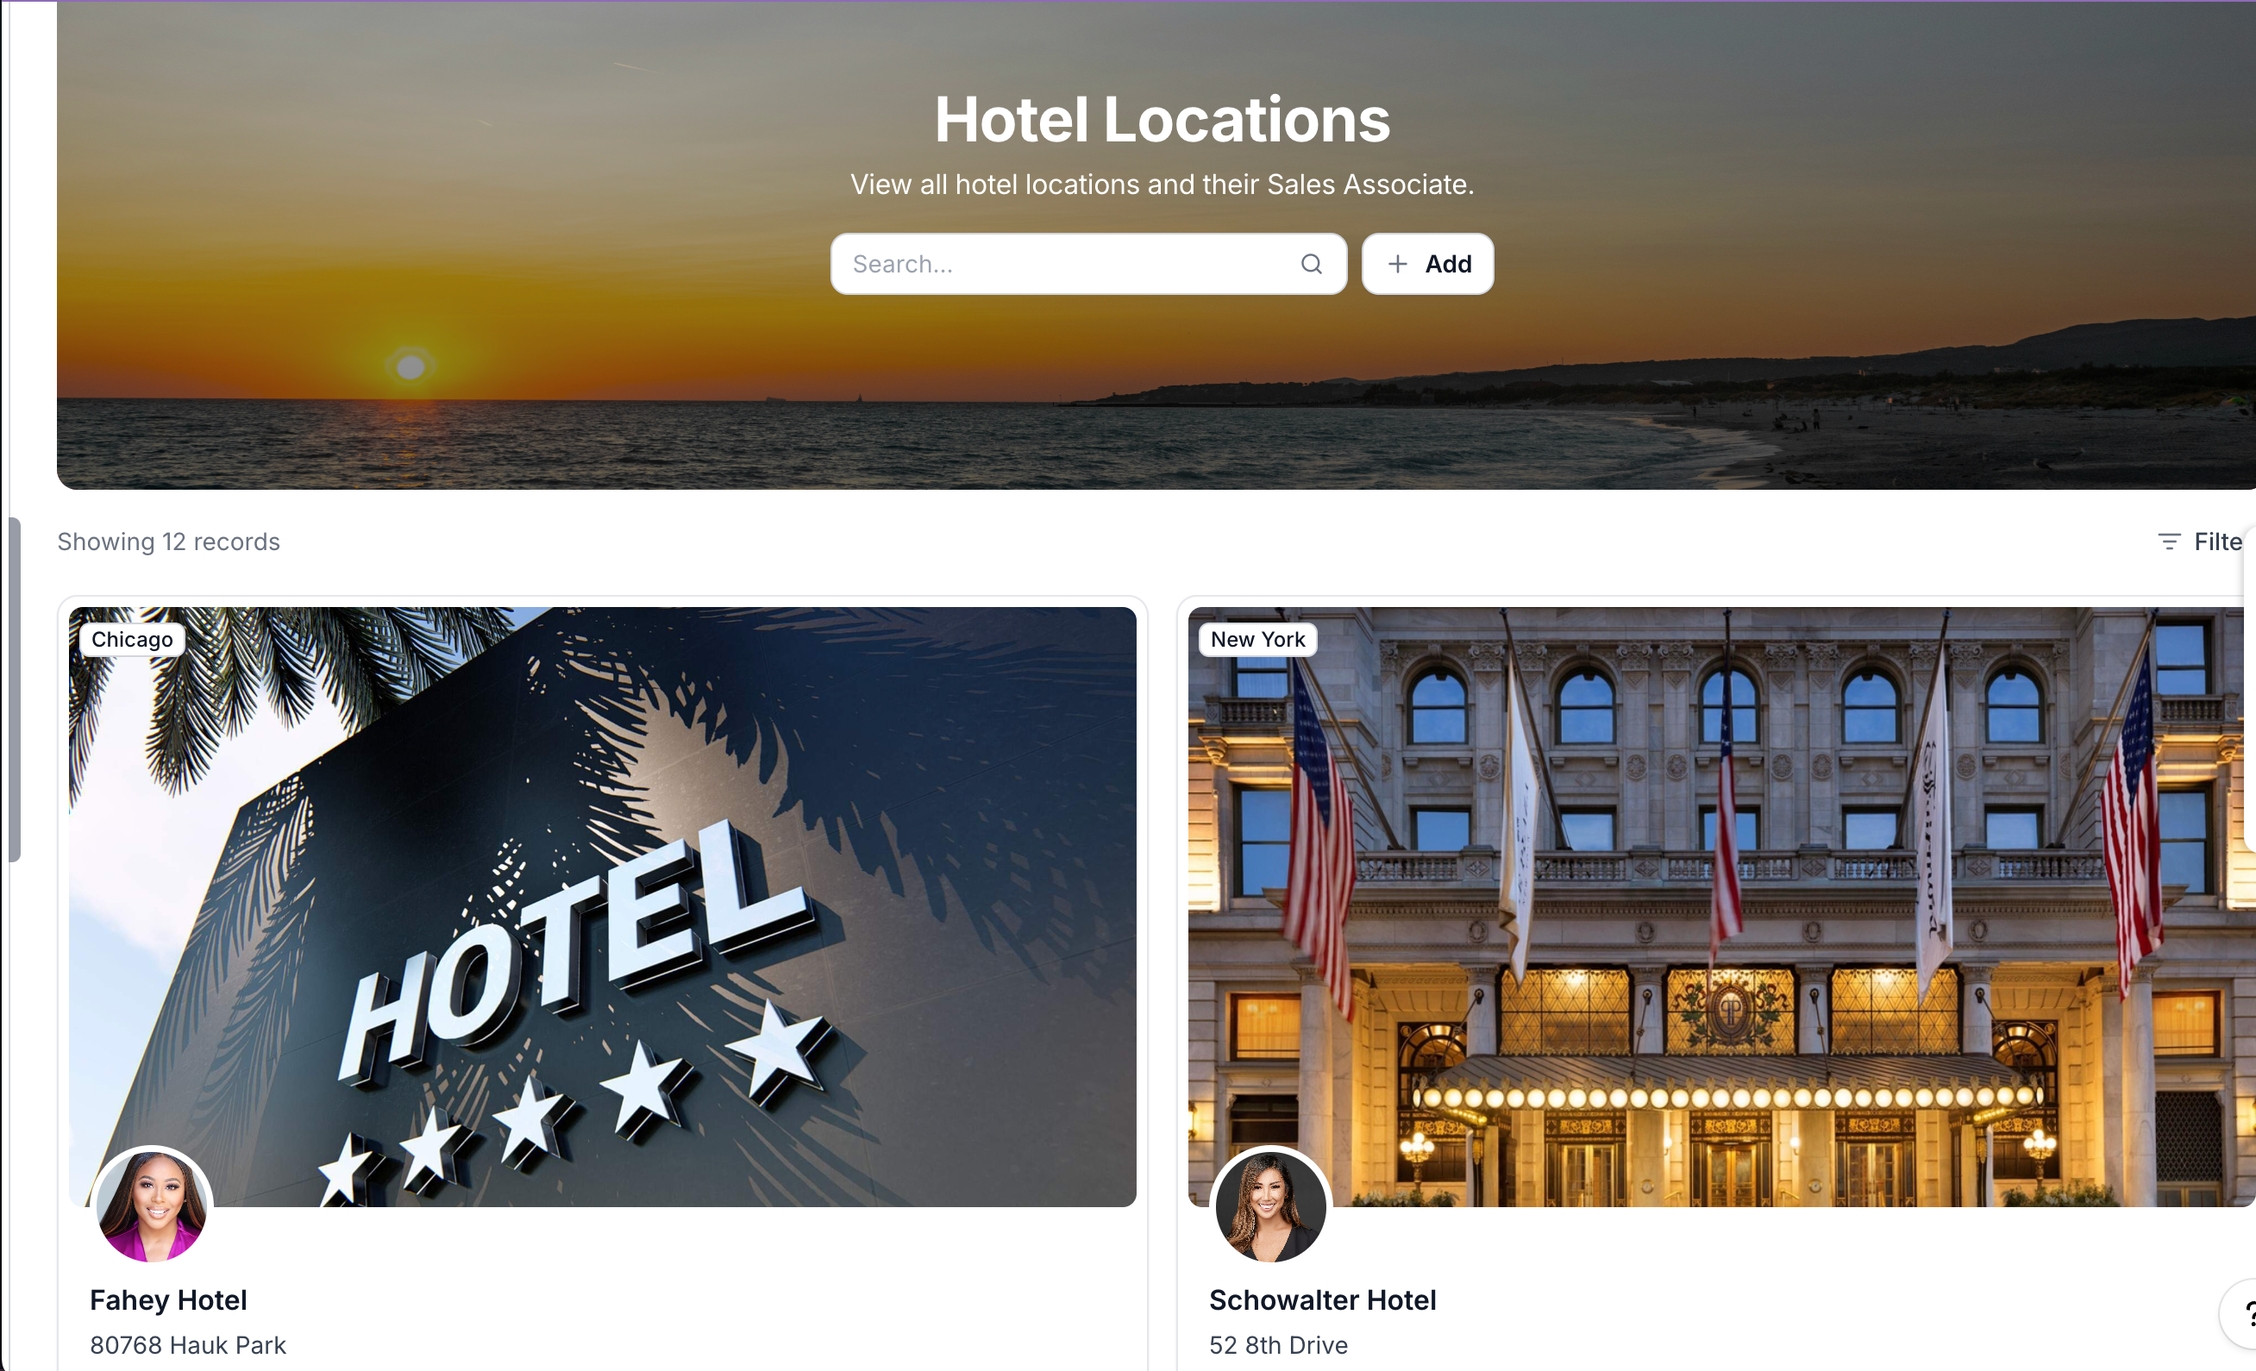 Hotel Locations
View all hotel locations and their Sales Associate.
Search...
+ Add
Showing 12 records
Filte
Chicago
New York
HOTEL
Fahey Hotel
Schowalter Hotel
80768 Hauk Park
52 8th Drive
?